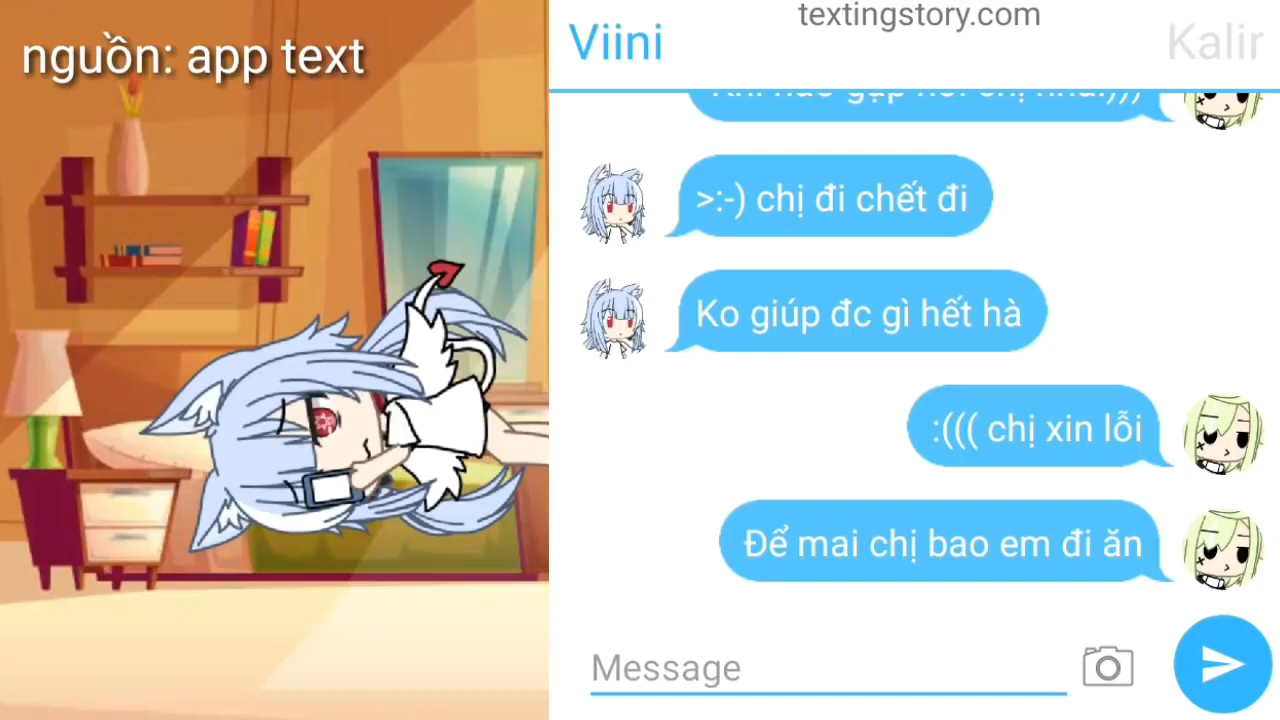 nguồn: app text
textingstory.com
Viini
Kalir
>:-) chị đi chết đi
Ko giúp đc gì hết hà
:((( chị xin lỗi
Để mai chị bao em đi ăn
Message